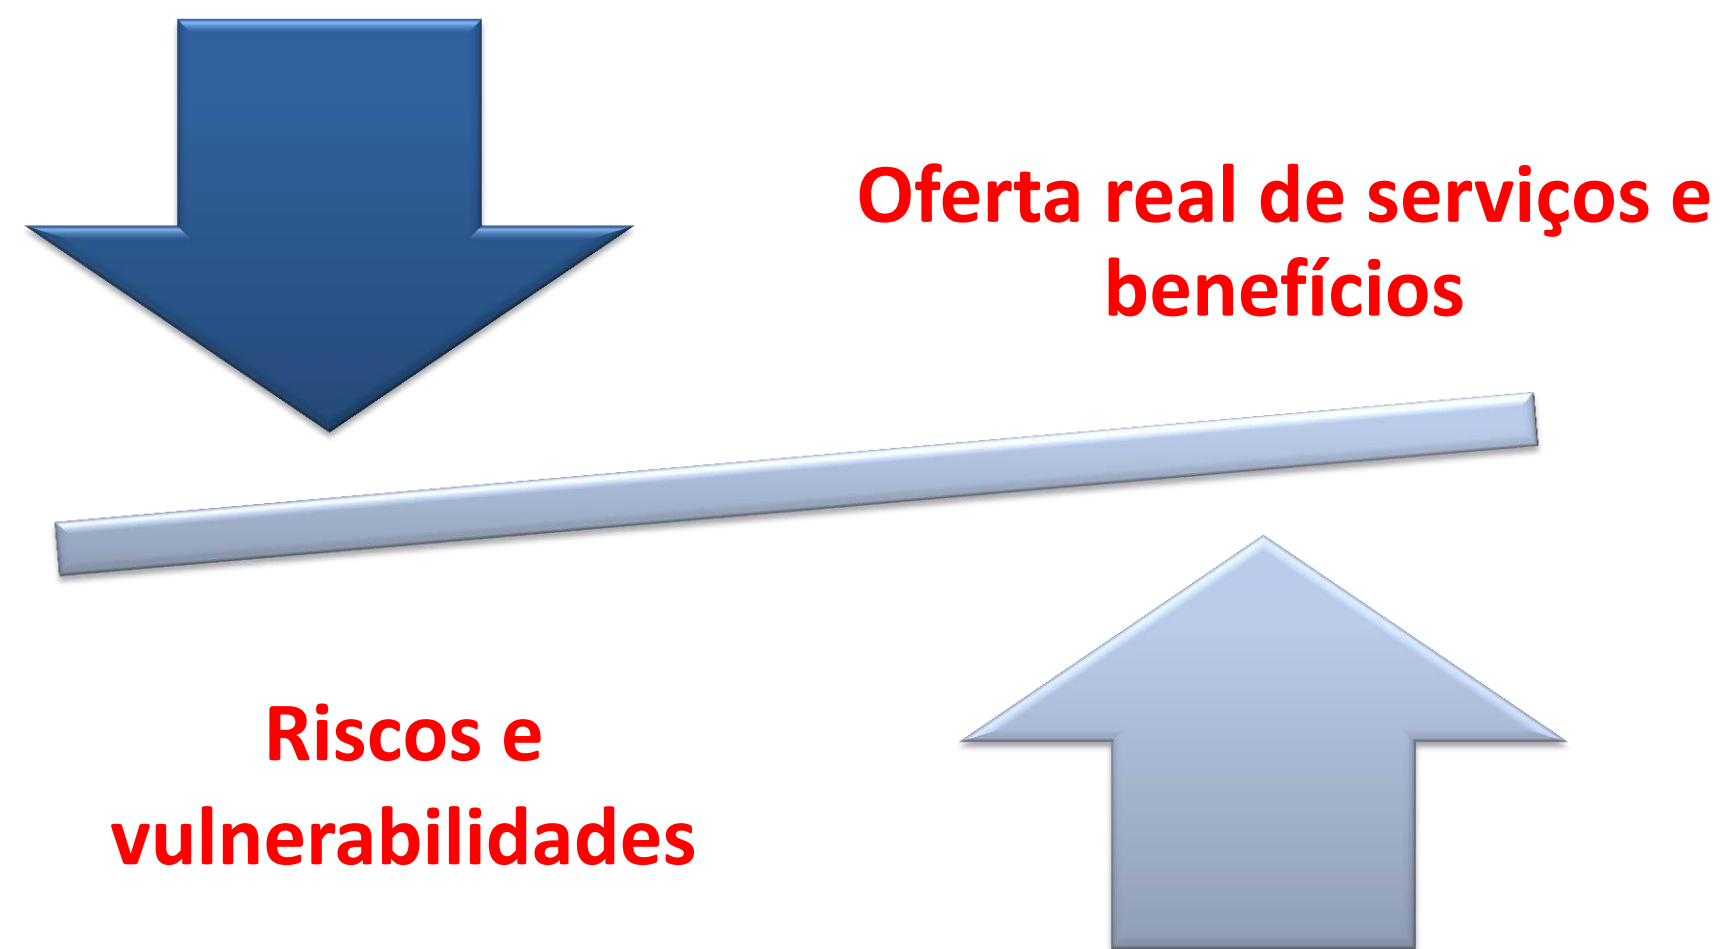 Oferta real de serviços e
benefícios
Riscos e
vulnerabilidades